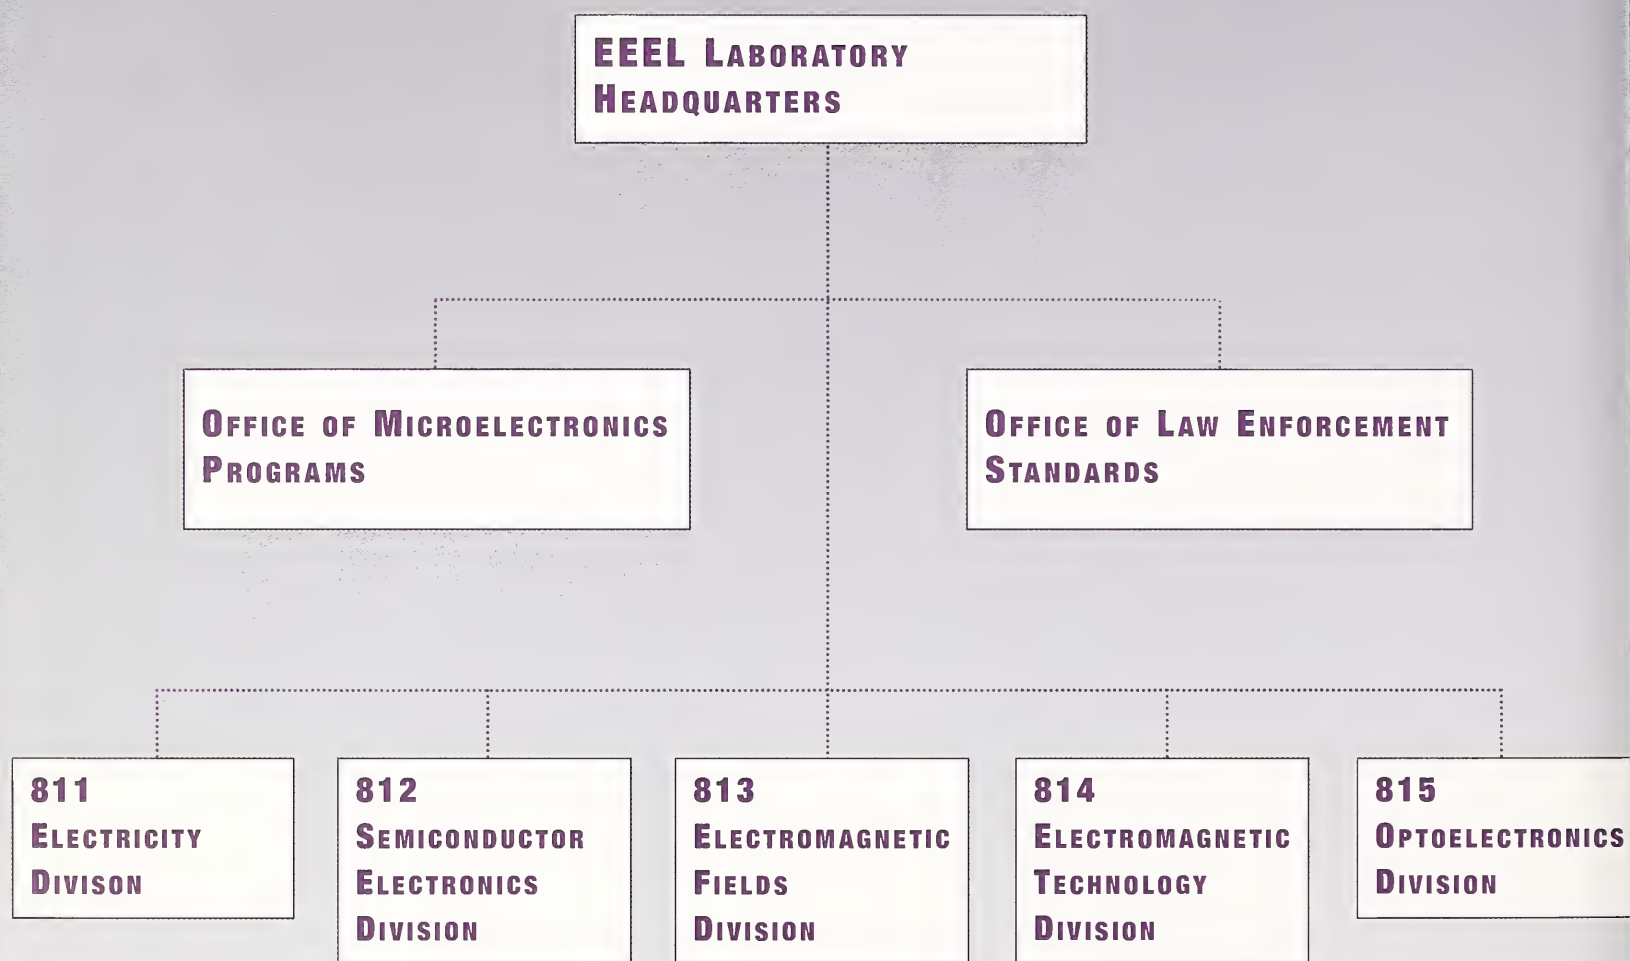 EEEL LABORATORY
HEADQUARTERS
OFFICE OF MICROELECTRONICS
PROGRAMS
OFFICE OF LAW ENFORCEMENT
STANDARDS
811
ELECTRICITY
DIVISON
812
SEMICONDUCTOR
ELECTRONICS
DIVISION
813
ELECTROMAGNETIC
FIELDS
DIVISION
814
ELECTROMAGNETIC
TECHNOLOGY
DIVISION
815
OPTOELECTRONICS
DIVISION